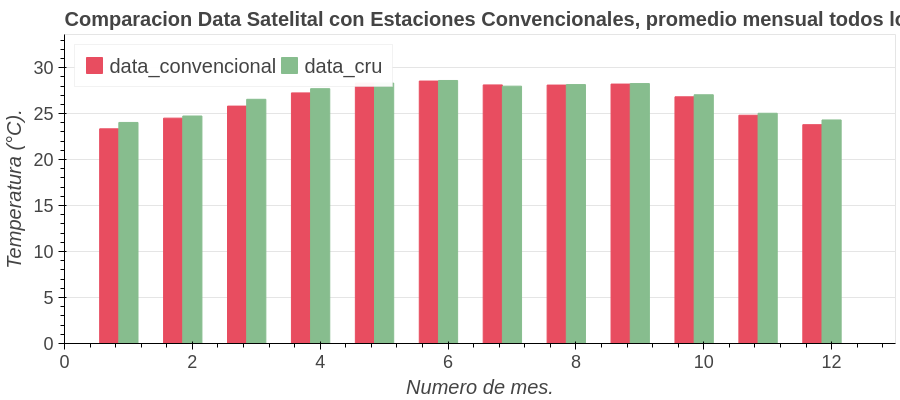 Comparacion Data Satelital con Estaciones Convencionales, promedio mensual todos
data_convencional data_cru
Temperatura (°C).
30
25
20
15
10
5
0
0 2 4 6 8 10 12
Numero de mes.